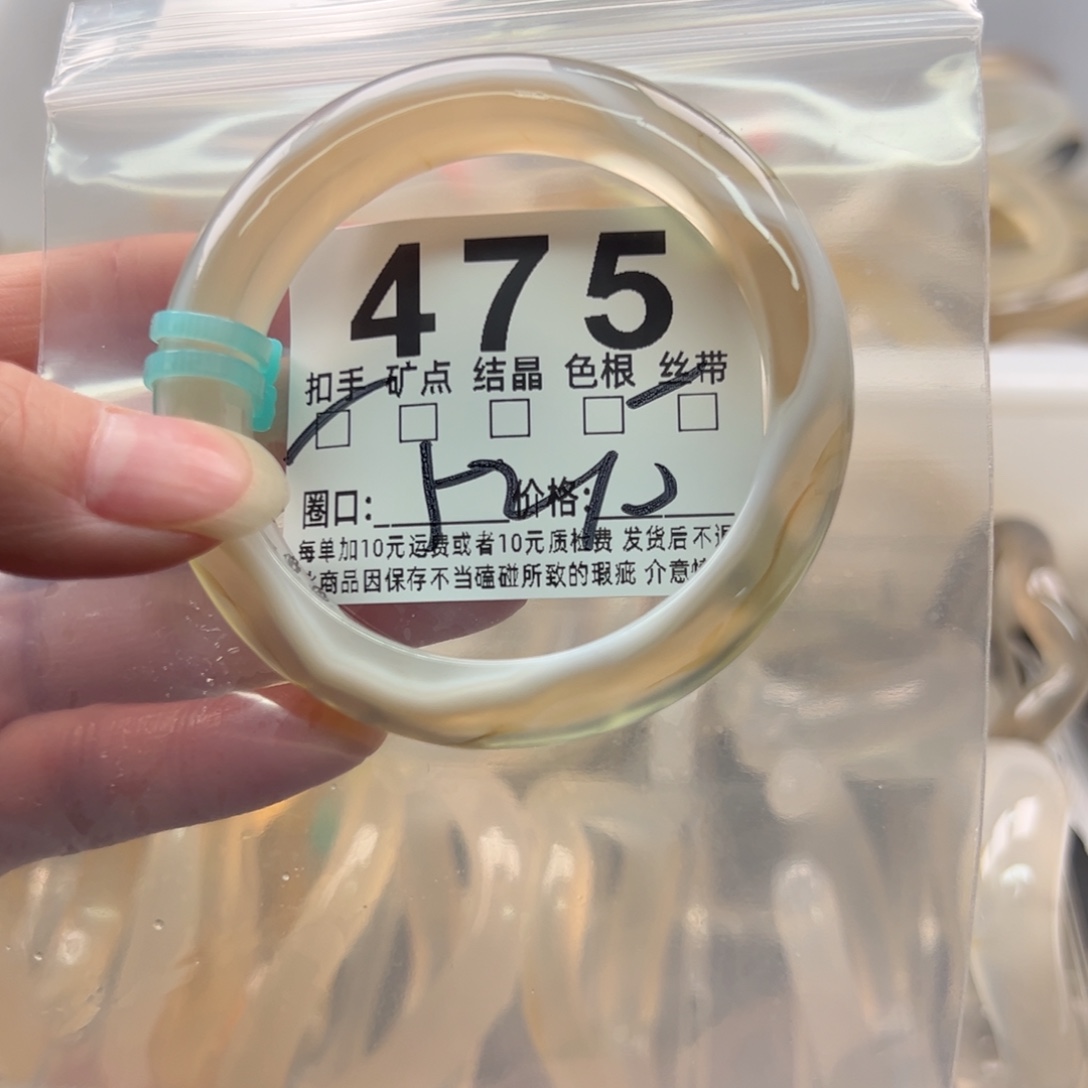 475
扣手 矿点 结晶 色根 丝带
圈口: 价格:
每单加10元运费或者10元质检费 发货后不退
商品因保存不当磕碰所致的瑕疵 介意